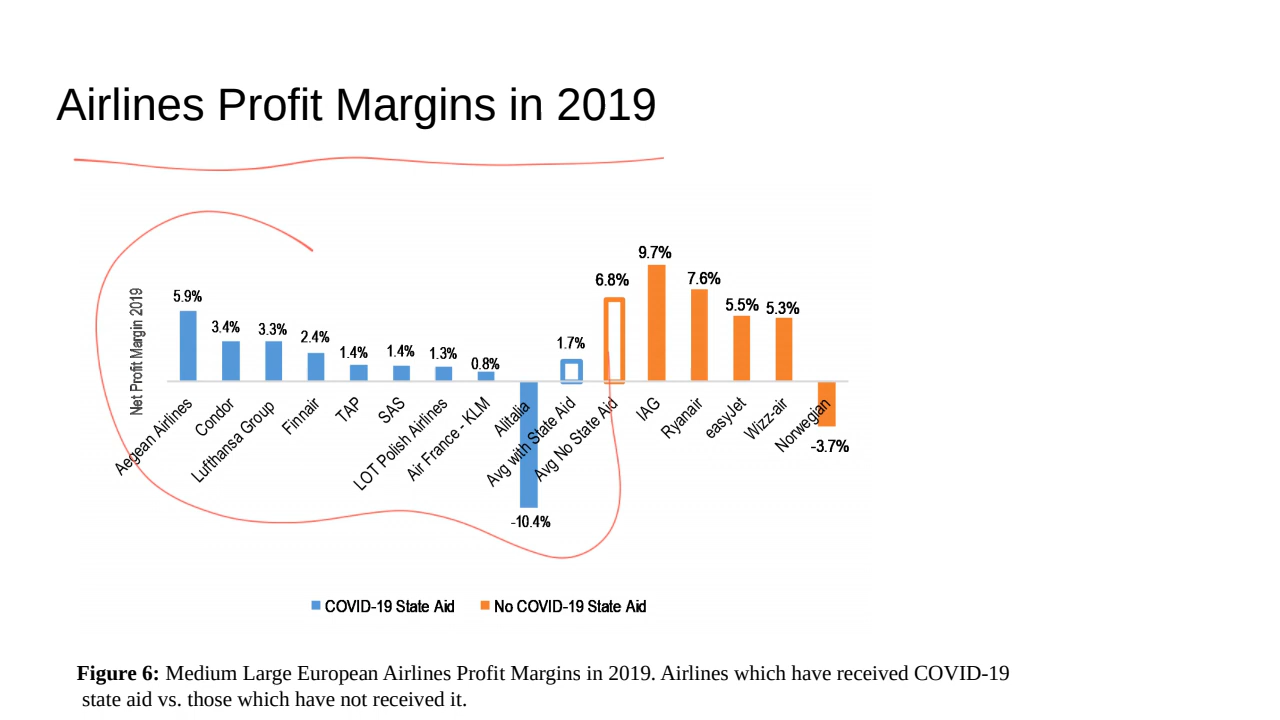 Airlines Profit Margins in 2019
Net Profit Margin 2019
5.9%
3.4%
3.3%
2.4%
1.4%
1.4%
1.3%
0.8%
-10.4%
1.7%
6.8%
9.7%
7.6%
5.5%
5.3%
-3.7%
Aegean Airlines
Condor
Lufthansa Group
Finnair
TAP
SAS
LOT Polish Airlines
Air France - KLM
Alitalia
Avg with State Aid
Avg No State Aid
IAG
Ryanair
easyJet
Wizz-air
Norwegian
COVID-19 State Aid
No COVID-19 State Aid
Figure 6: Medium Large European Airlines Profit Margins in 2019. Airlines which have received COVID-19
state aid vs. those which have not received it.